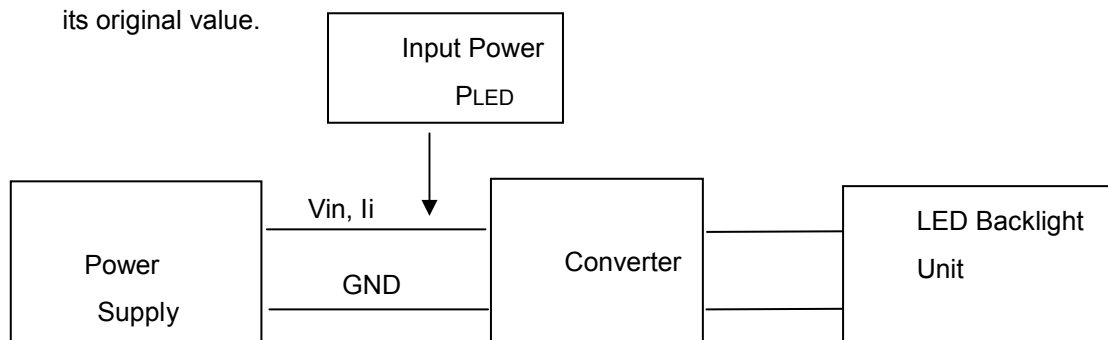 its original value.
Input Power
PLED
Vin, Ii
GND
Power
Supply
Converter
LED Backlight
Unit